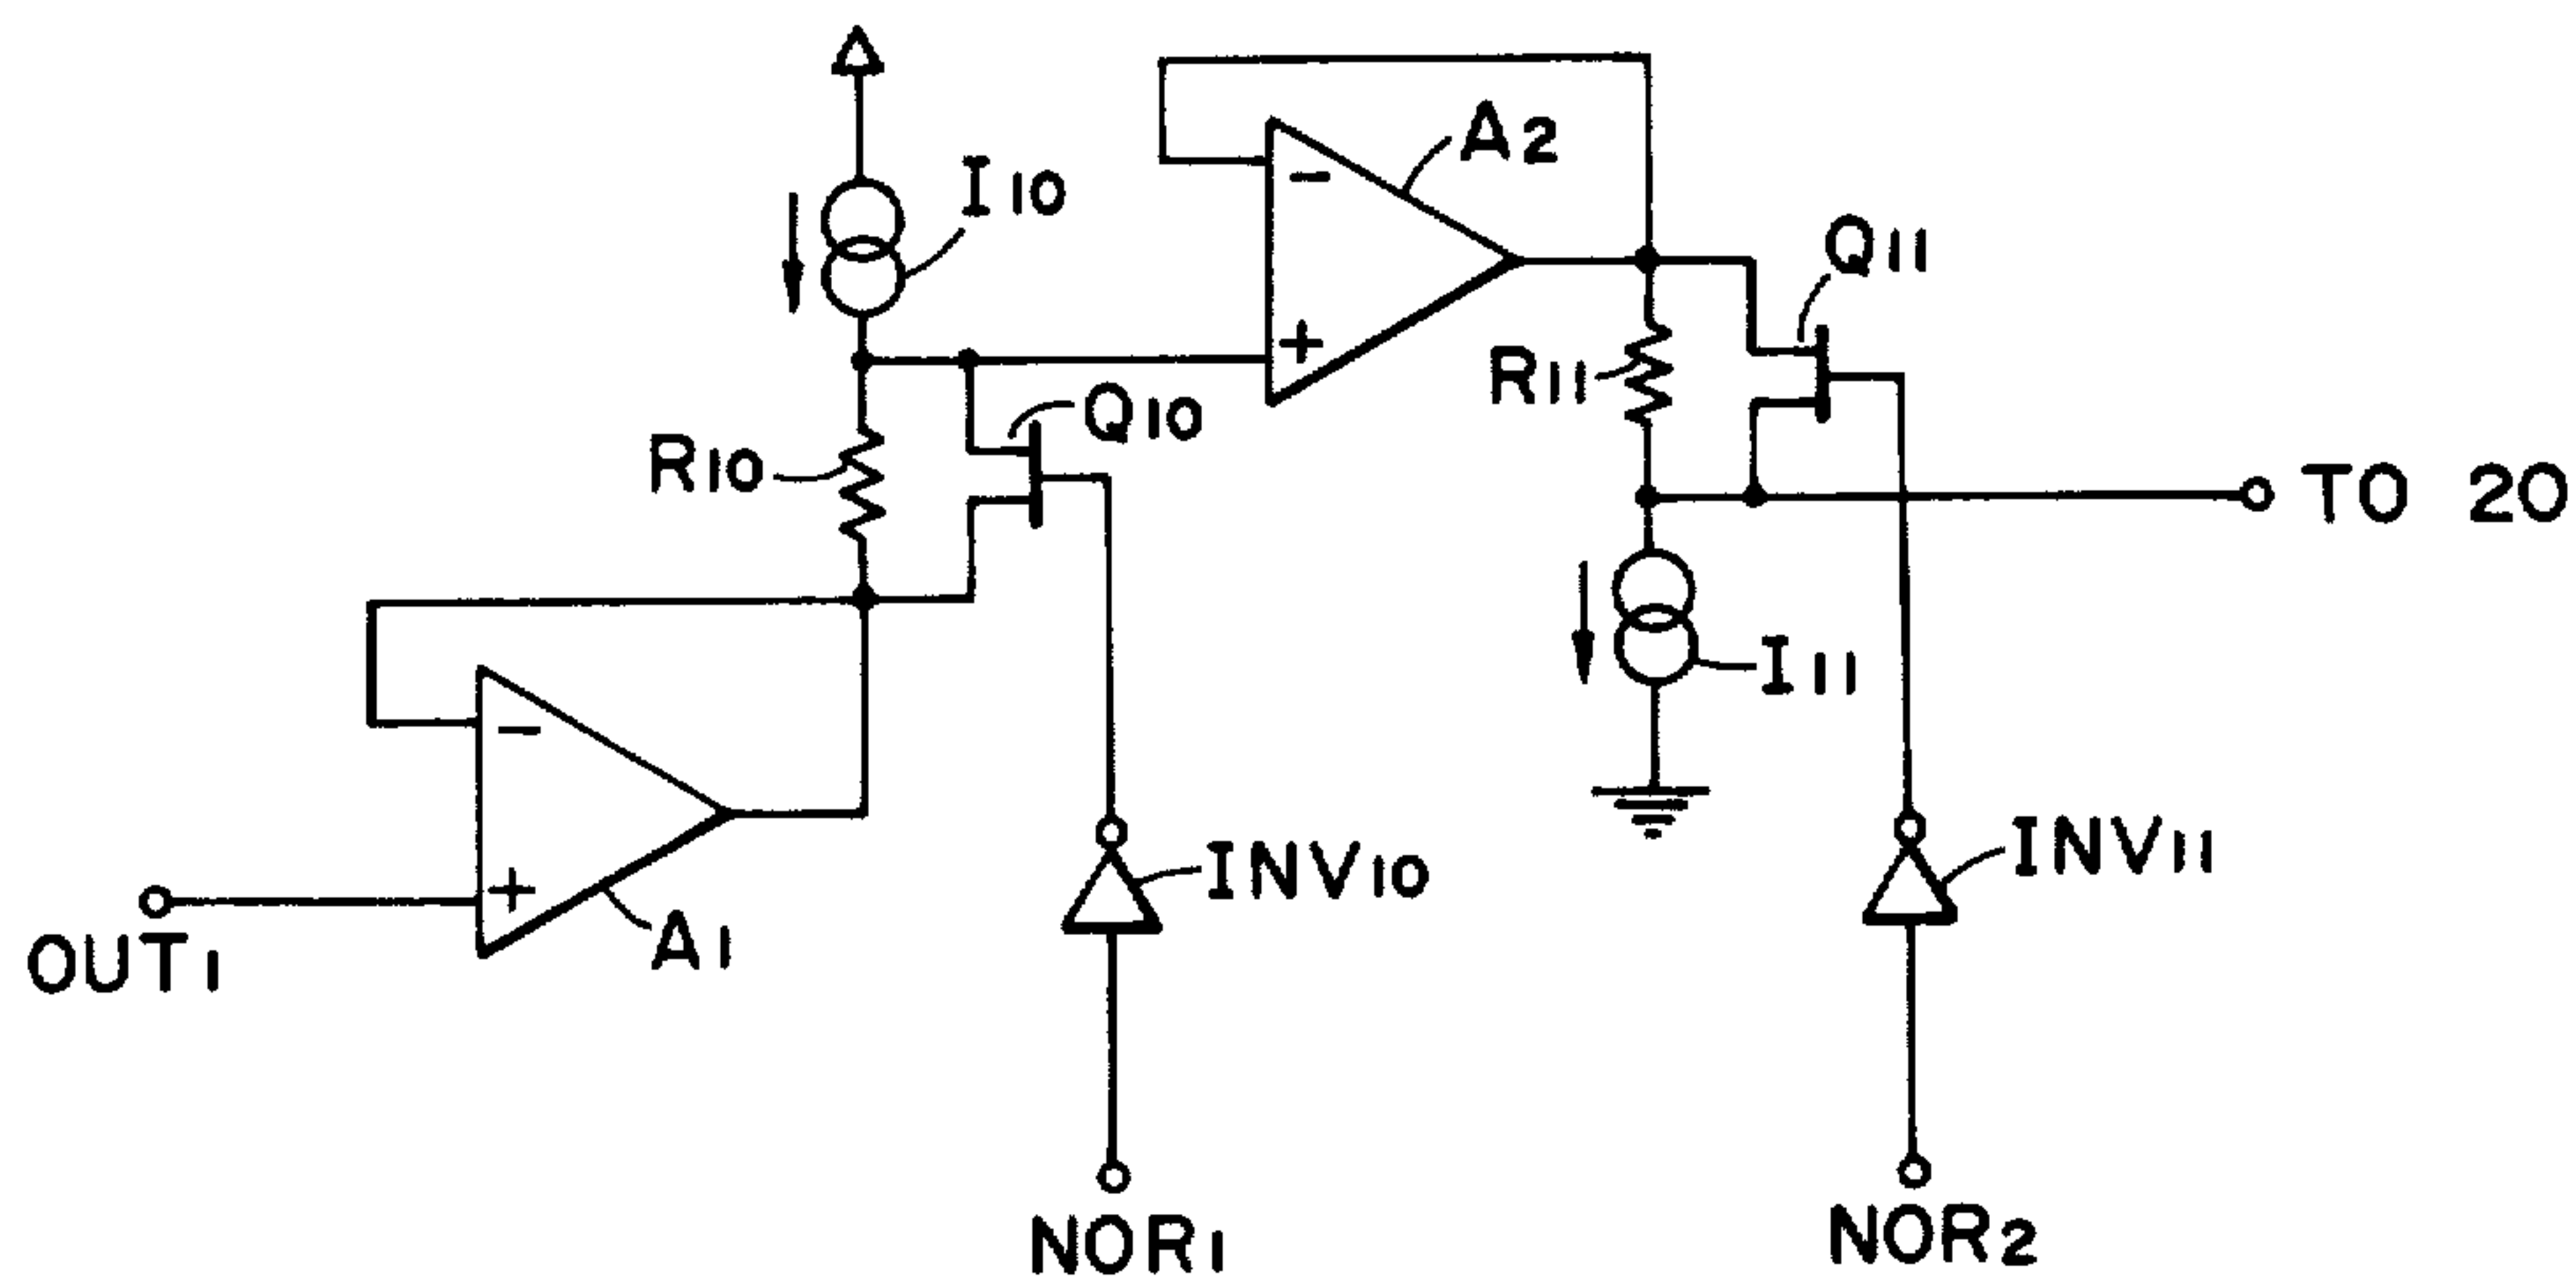 A2
I10
Q11
-
+
R11
Q10
R10
TO 20
I11
-
INV10
INV11
+
A1
OUT1
NOR1
NOR2